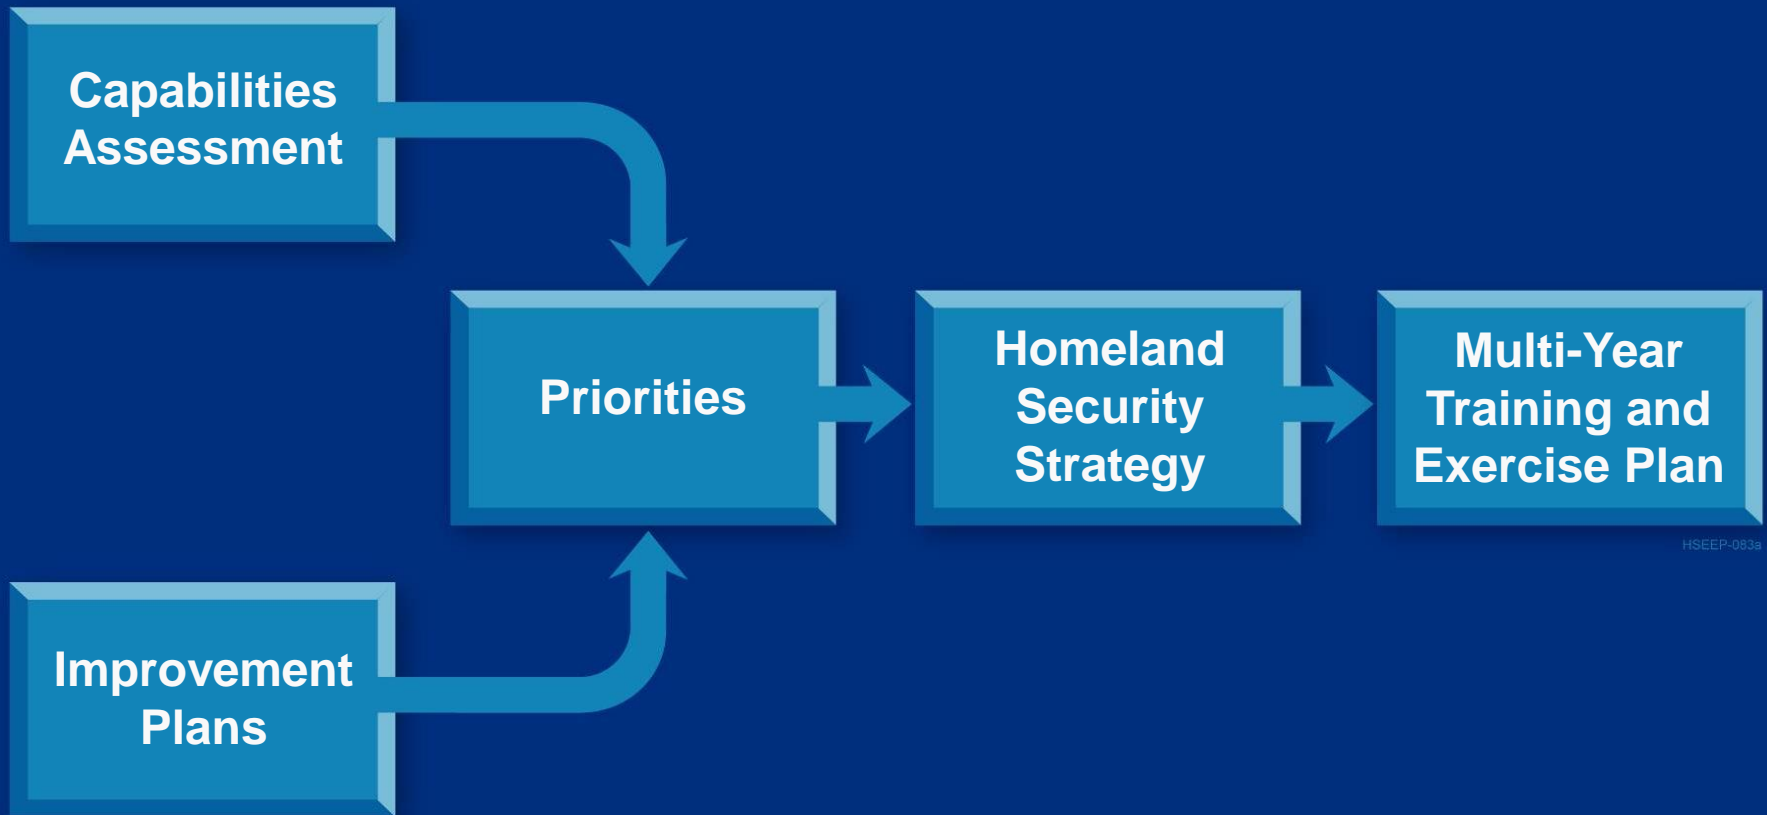 Capabilities
Assessment
Priorities
Homeland
Security
Strategy
Multi-Year
Training and
Exercise Plan
HSEEP-083a
Improvement
Plans